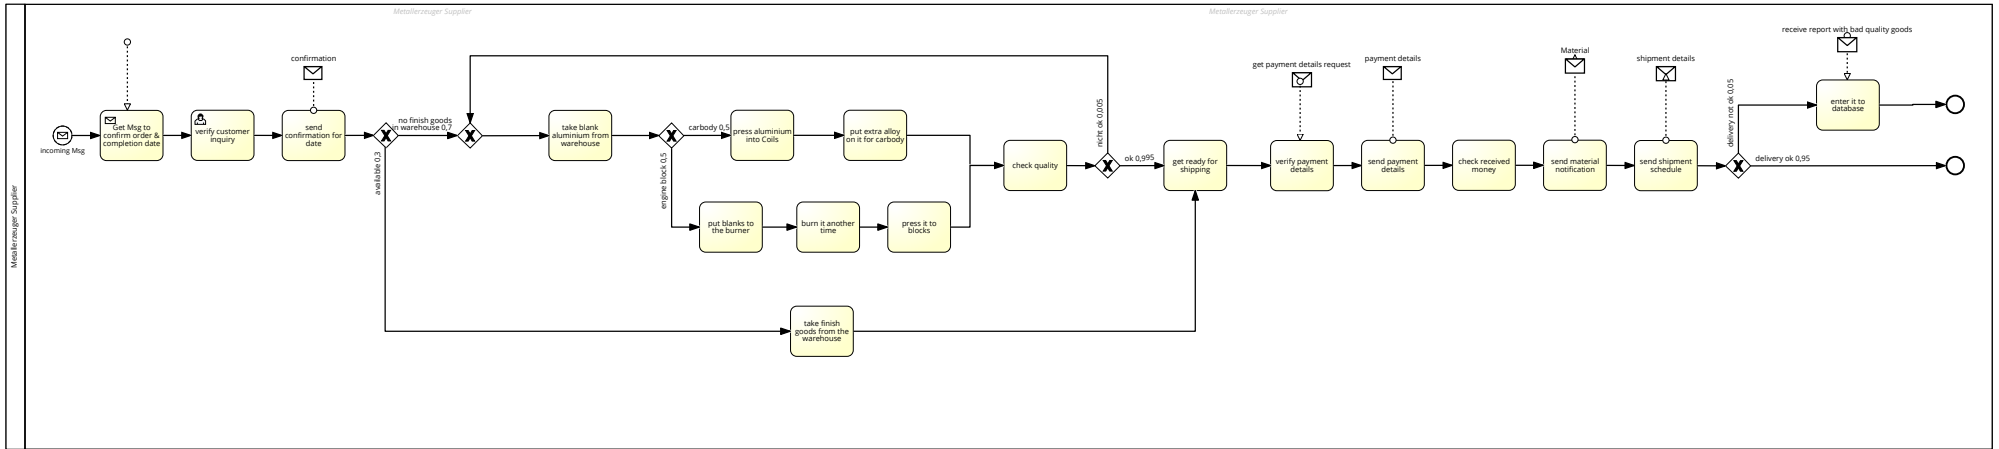 Metallerzeuger Supplier
Metallerzeuger Supplier
Metallerzeuger Supplier
incoming Msg
Get Msg to
confirm order &
completion date
verify customer
inquiry
confirmation
send
confirmation for
date
no finish goods
in warehouse 0,7
available 0,3
take blank
aluminium from
warehouse
carbody 0,5
engine block 0,5
press aluminium
into Coils
put extra alloy
on it for carbody
put blanks to
the burner
burn it another
time
press it to
blocks
take finish
goods from the
warehouse
check quality
nicht ok 0,005
ok 0,995
get ready for
shipping
get payment details request
verify payment
details
payment details
send payment
details
check received
money
Material
send material
notification
shipment details
send shipment
schedule
delivery not ok 0,05
delivery ok 0,95
receive report with bad quality goods
enter it to
database